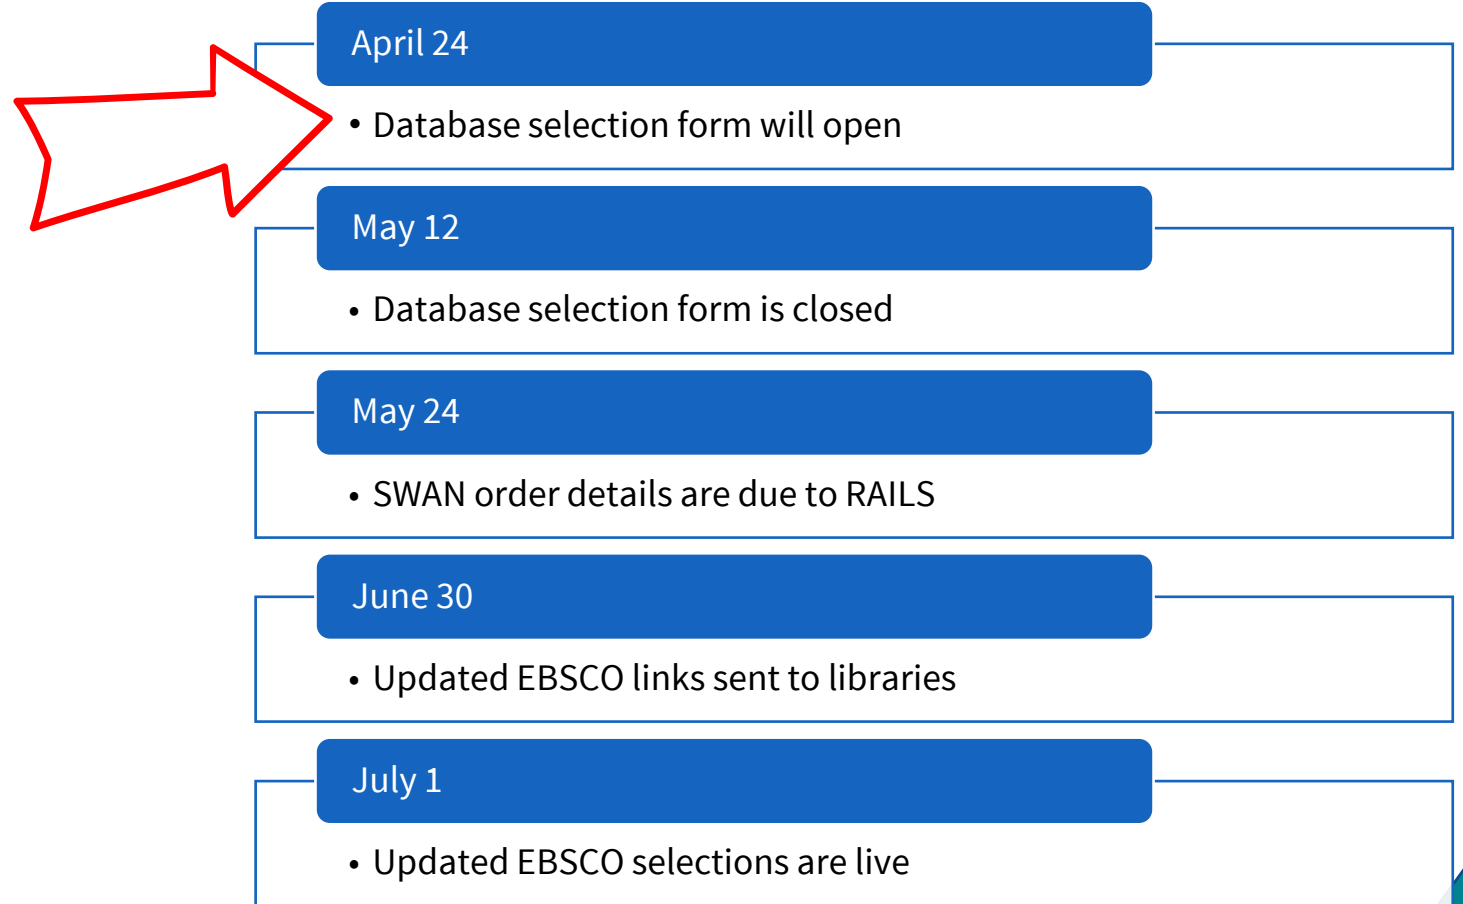 April 24
• Database selection form will open
May 12
• Database selection form is closed
May 24
• SWAN order details are due to RAILS
June 30
• Updated EBSCO links sent to libraries
July 1
• Updated EBSCO selections are live